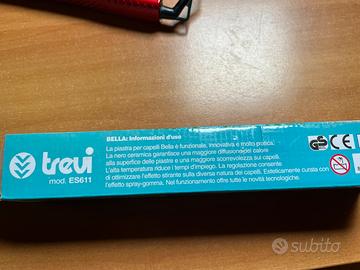 BELLA: Informazioni d'uso
La piastra per capelli Bella è funzionale, innovativa e molto pratica.
La nero ceramica garantisce una maggiore diffusione del calore
alla superficie delle piastre e una maggiore scorrevolezza sui capelli.
L'alta temperatura riduce i tempi d'impiego. La regolazione consente
di ottimizzare l'effetto stirante sulla diversa natura dei capelli. Esteticamente curata con
l'effetto spray-gomma. Nel funzionamento offre tutte le novità tecnologiche.
trevi
mod. ES611
GS
subito